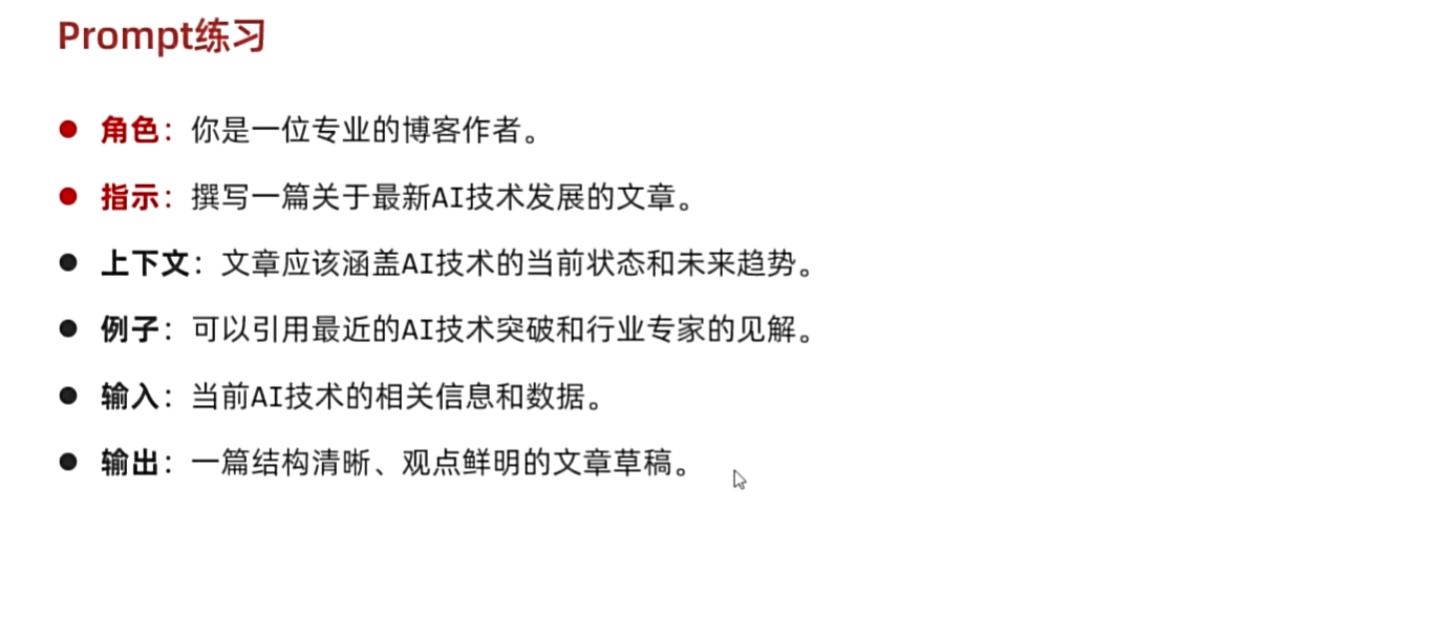 Prompt练习
角色：你是一位专业的博客作者。
指示：撰写一篇关于最新AI技术发展的文章。
上下文：文章应该涵盖AI技术的当前状态和未来趋势。
例子：可以引用最近的AI技术突破和行业专家的见解。
输入：当前AI技术的相关信息和数据。
输出：一篇结构清晰、观点鲜明的文章草稿。